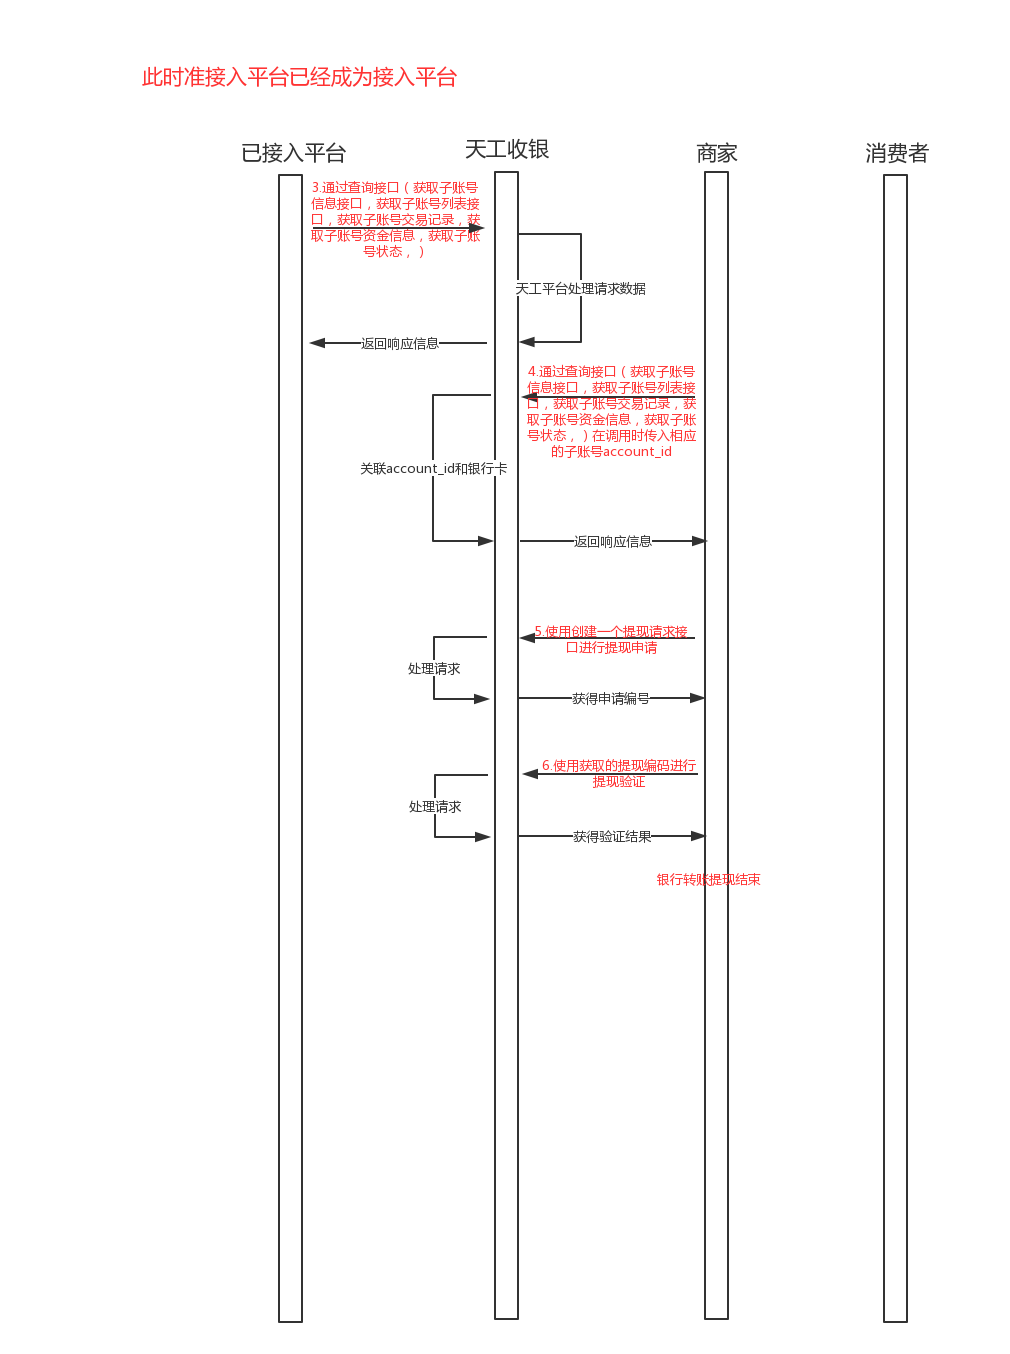 此时准接入平台已经成为接入平台
已接入平台
天工收银
商家
消费者
3.通过查询接口（获取子账号
信息接口，获取子账号列表接
口，获取子账号交易记录，获
取子账号资金信息，获取子账
号状态，）
天工平台处理请求数据
返回响应信息
4.通过查询接口（获取子账号
信息接口，获取子账号列表接
口，获取子账号交易记录，获
取子账号资金信息，获取子账
号状态，）在调用时传入相应
的子账号account_id
关联account_id和银行卡
返回响应信息
5.使用创建一个提现请求接
口进行提现申请
处理请求
获得申请编号
6.使用获取的提现编码进行
提现验证
处理请求
获得验证结果
银行转账提现结束